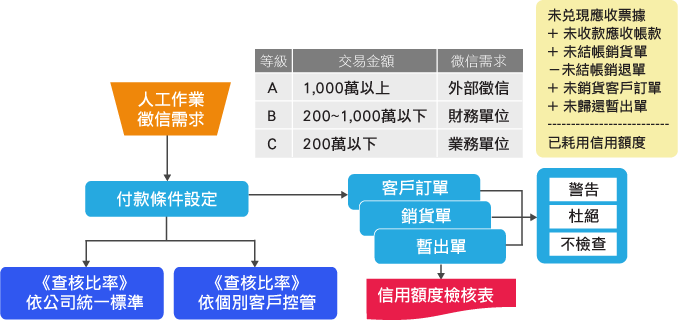 人工作業
徵信需求
等級 交易金額 徵信需求
A 1,000萬以上 外部徵信
B 200~1,000萬以下 財務單位
C 200萬以下 業務單位
未兌現應收票據
+ 未收款應收帳款
+ 未結帳銷貨單
－未結帳銷退單
+ 未銷貨客戶訂單
+ 未歸還暫出單
-------------------------
已耗用信用額度
付款條件設定
客戶訂單
銷貨單
暫出單
警告
杜絕
不檢查
《查核比率》
依公司統一標準
《查核比率》
依個別客戶控管
信用額度檢核表